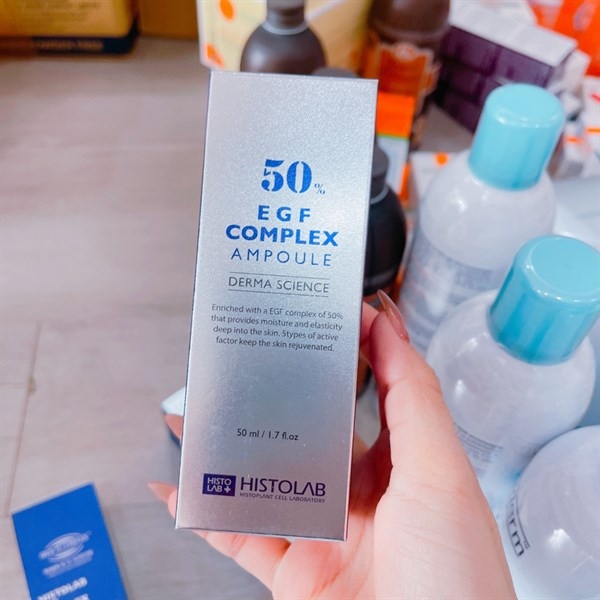 50%
EGF
COMPLEX
AMPOULE
DERMA SCIENCE
Enriched with a EGF complex of 50%
that provides moisture and elasticity
deep into the skin. 5types of active
factor keep the skin rejuvenated.
50 ml / 1.7 fl.oz
HISTO
LAB+
HISTOLAB
HISTOPLANT CELL LABORATORY
HISTOLAB